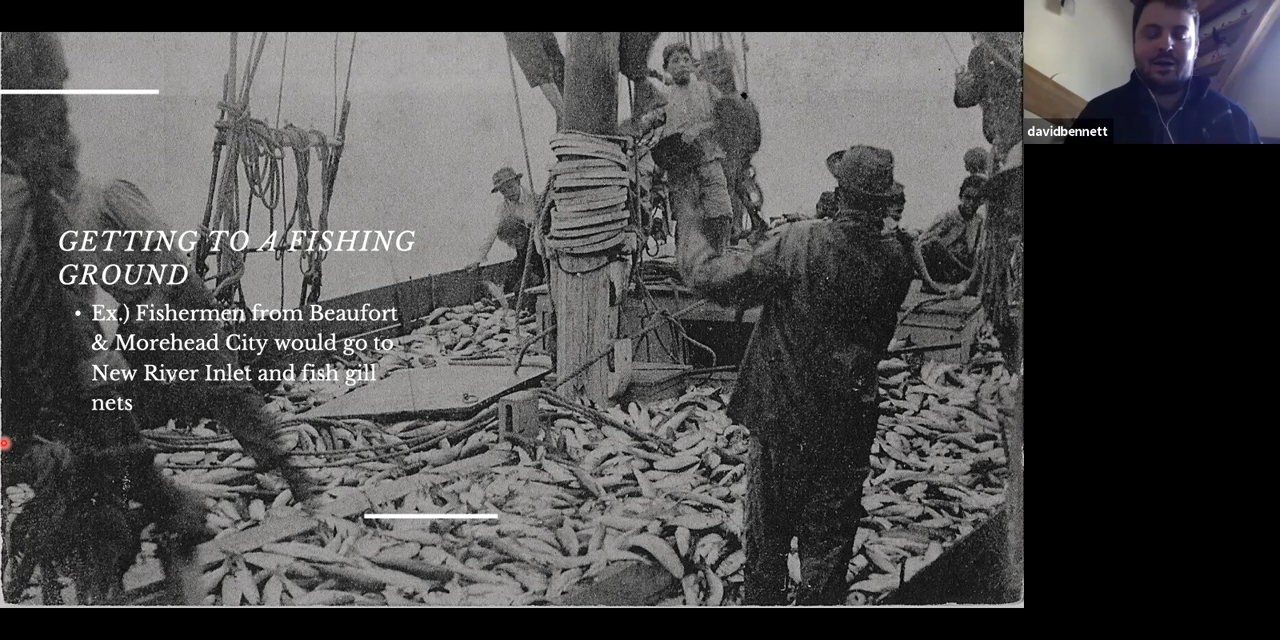 GETTING TO A FISHING
GROUND
• Ex.) Fishermen from Beaufort
& Morehead City would go to
New River Inlet and fish gill
nets
davidbennett